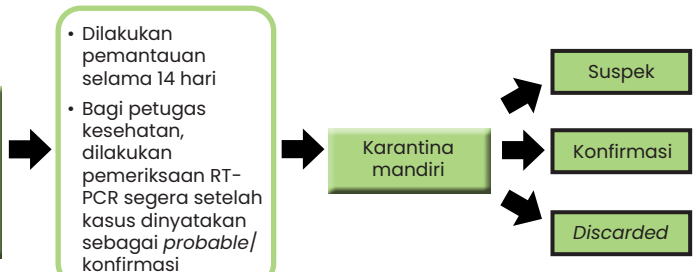 • Dilakukan
pemantauan
selama 14 hari
• Bagi petugas
kesehatan,
dilakukan
pemeriksaan RT-
PCR segera setelah
kasus dinyatakan
sebagai probable/
konfirmasi
Karantina
mandiri
Suspek
Konfirmasi
Discarded